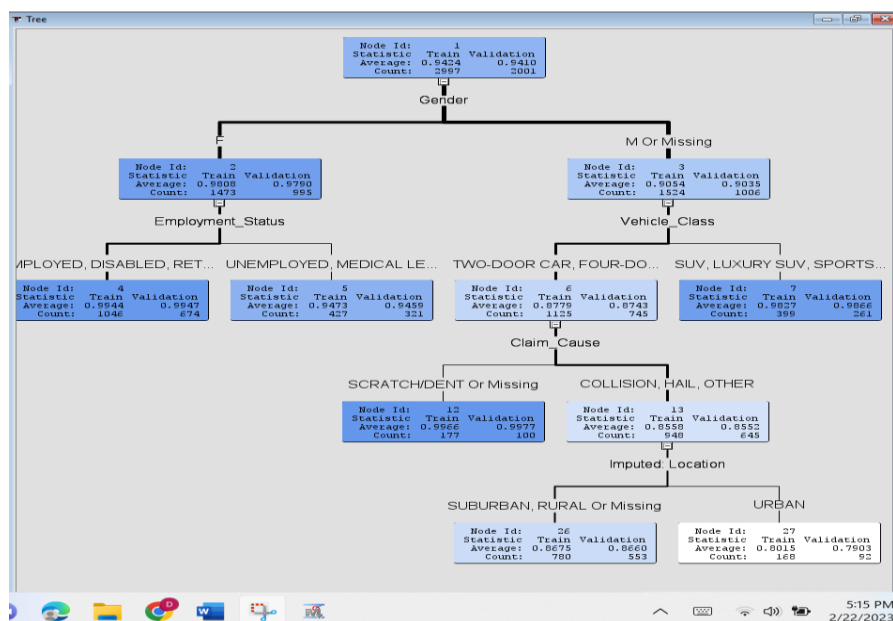 Tree
Node Id: 1
Statistic Train Validation
Average: 0.9424 0.9410
Count: 2997 2001
Gender
F
M Or Missing
Node Id: 2
Statistic Train Validation
Average: 0.9808 0.9790
Count: 1473 995
Node Id: 3
Statistic Train Validation
Average: 0.9054 0.9035
Count: 1524 1006
Employment_Status
Vehicle_Class
MPLOYED, DISABLED, RET...
UNEMPLOYED, MEDICAL LE...
TWO-DOOR CAR, FOUR-DO...
SUV, LUXURY SUV, SPORTS...
Node Id: 4
Statistic Train Validation
Average: 0.9944 0.9947
Count: 1046 674
Node Id: 5
Statistic Train Validation
Average: 0.9473 0.9459
Count: 427 321
Node Id: 6
Statistic Train Validation
Average: 0.8779 0.8743
Count: 1125 745
Node Id: 7
Statistic Train Validation
Average: 0.9827 0.9866
Count: 399 261
Claim_Cause
SCRATCH/DENT Or Missing
COLLISION, HAIL, OTHER
Node Id: 12
Statistic Train Validation
Average: 0.9966 0.9977
Count: 177 100
Node Id: 13
Statistic Train Validation
Average: 0.8558 0.8552
Count: 948 645
Imputed: Location
SUBURBAN, RURAL Or Missing
URBAN
Node Id: 26
Statistic Train Validation
Average: 0.8675 0.8660
Count: 780 553
Node Id: 27
Statistic Train Validation
Average: 0.8015 0.7903
Count: 168 92
D
W
5:15 PM
2/22/2023